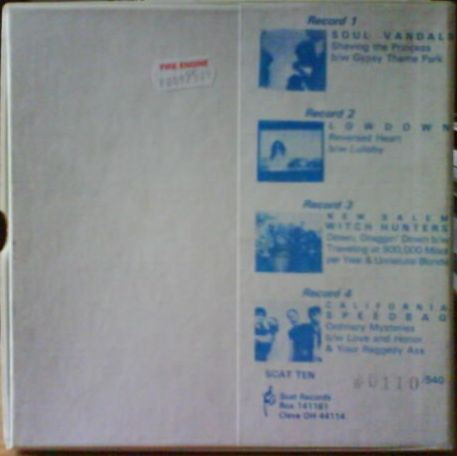 FIRE ENGINE
Record 1
SOUL VANDALS
Shaving the Princess
b/w Gypsy Theme Park
Record 2
LOWDOWN
Reversed Heart
b/w Lullaby
Record 3
NEW SALEM
WITCH HUNTERS
Down, Draggin' Down b/w
Traveling at 900,000 Miles
per Year & Unnatural Blonde
Record 4
CALIFORNIA
SPEEDBAG
Ordinary Mysteries
b/w Love and Honor
& Your Raggedy Ass
SCAT TEN
#0110/540
Scat Records
Box 141161
Cleve OH 44114